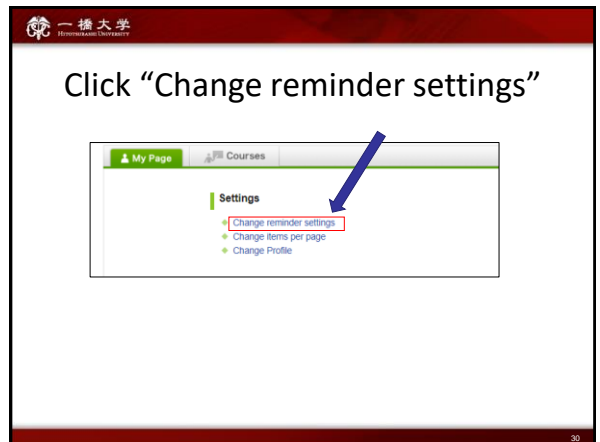 一橋大学
HITOTSUBASHI UNIVERSITY
Click “Change reminder settings”
My Page
Courses
Settings
Change reminder settings
Change items per page
Change Profile
30